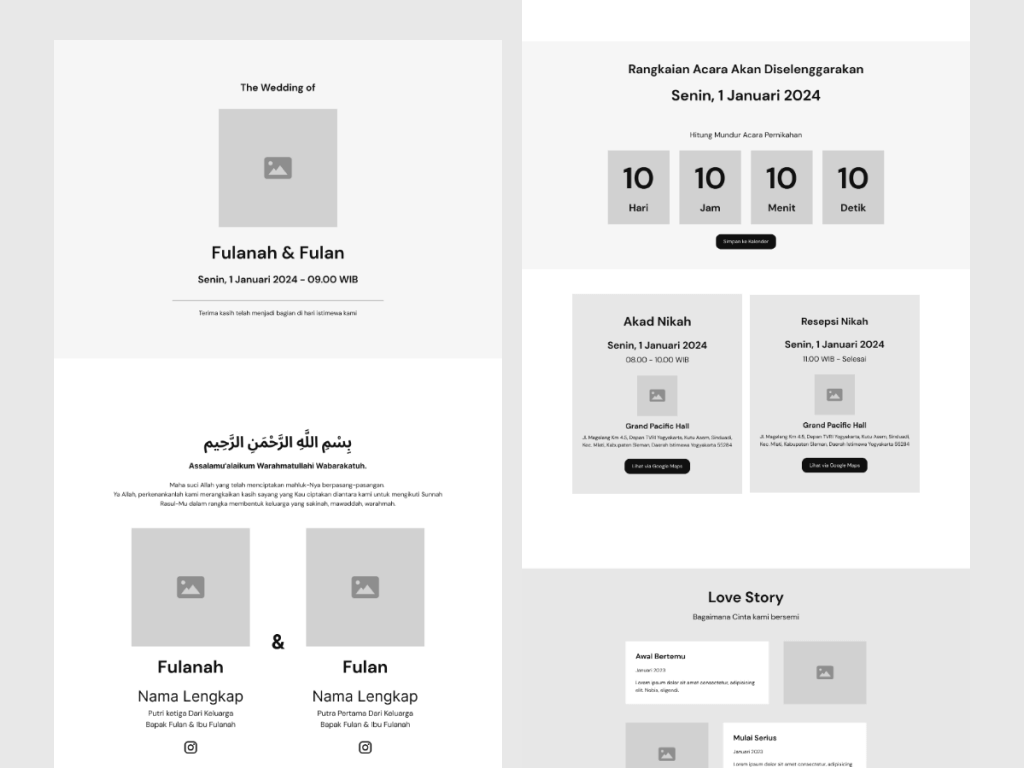 The Wedding of
Fulanah & Fulan
Senin, 1 Januari 2024 - 09.00 WIB
Terima kasih telah menjadi bagian di hari istimewa kami
بِسْمِ اللَّهِ الرَّحْمَنِ الرَّحِيم
Assalamu'alaikum Warahmatullahi Wabarakatuh.
Maha suci Allah yang telah menciptakan mahluk-Nya berpasang-pasangan.
Ya Allah, perkenankanlah kami merangkaikan kasih sayang yang Kau ciptakan diantara kami untuk mengikuti Sunnah
Rasul-Mu dalam rangka membentuk keluarga yang sakinah, mawaddah, warahmah.
&
Fulanah
Nama Lengkap
Putri ketiga Dari Keluarga
Bapak Fulan & Ibu Fulanah
Fulan
Nama Lengkap
Putra Pertama Dari Keluarga
Bapak Fulan & Ibu Fulanah
Rangkaian Acara Akan Diselenggarakan
Senin, 1 Januari 2024
Hitung Mundur Acara Pernikahan
10 10 10 10
Hari Jam Menit Detik
Simpan ke Kalender
Akad Nikah
Senin, 1 Januari 2024
08.00 - 10.00 WIB
Grand Pacific Hall
Jl. Magelang Km 4,5, Depan TVRI Yogyakarta, Kutu Asem, Sinduadi,
Kec. Mlati, Kabupaten Sleman, Daerah Istimewa Yogyakarta 55284
Lihat via Google Maps
Resepsi Nikah
Senin, 1 Januari 2024
11.00 WIB - Selesai
Grand Pacific Hall
Jl. Magelang Km 4,5, Depan TVRI Yogyakarta, Kutu Asem, Sinduadi,
Kec. Mlati, Kabupaten Sleman, Daerah Istimewa Yogyakarta 55284
Lihat via Google Maps
Love Story
Bagaimana Cinta kami bersemi
Awal Bertemu
Januari 2023
Lorem ipsum dolor sit amet consectetur, adipisicing
elit. Nobis, eligendi.
Mulai Serius
Januari 2023
Lorem ipsum dolor sit amet consectetur, adipisicing